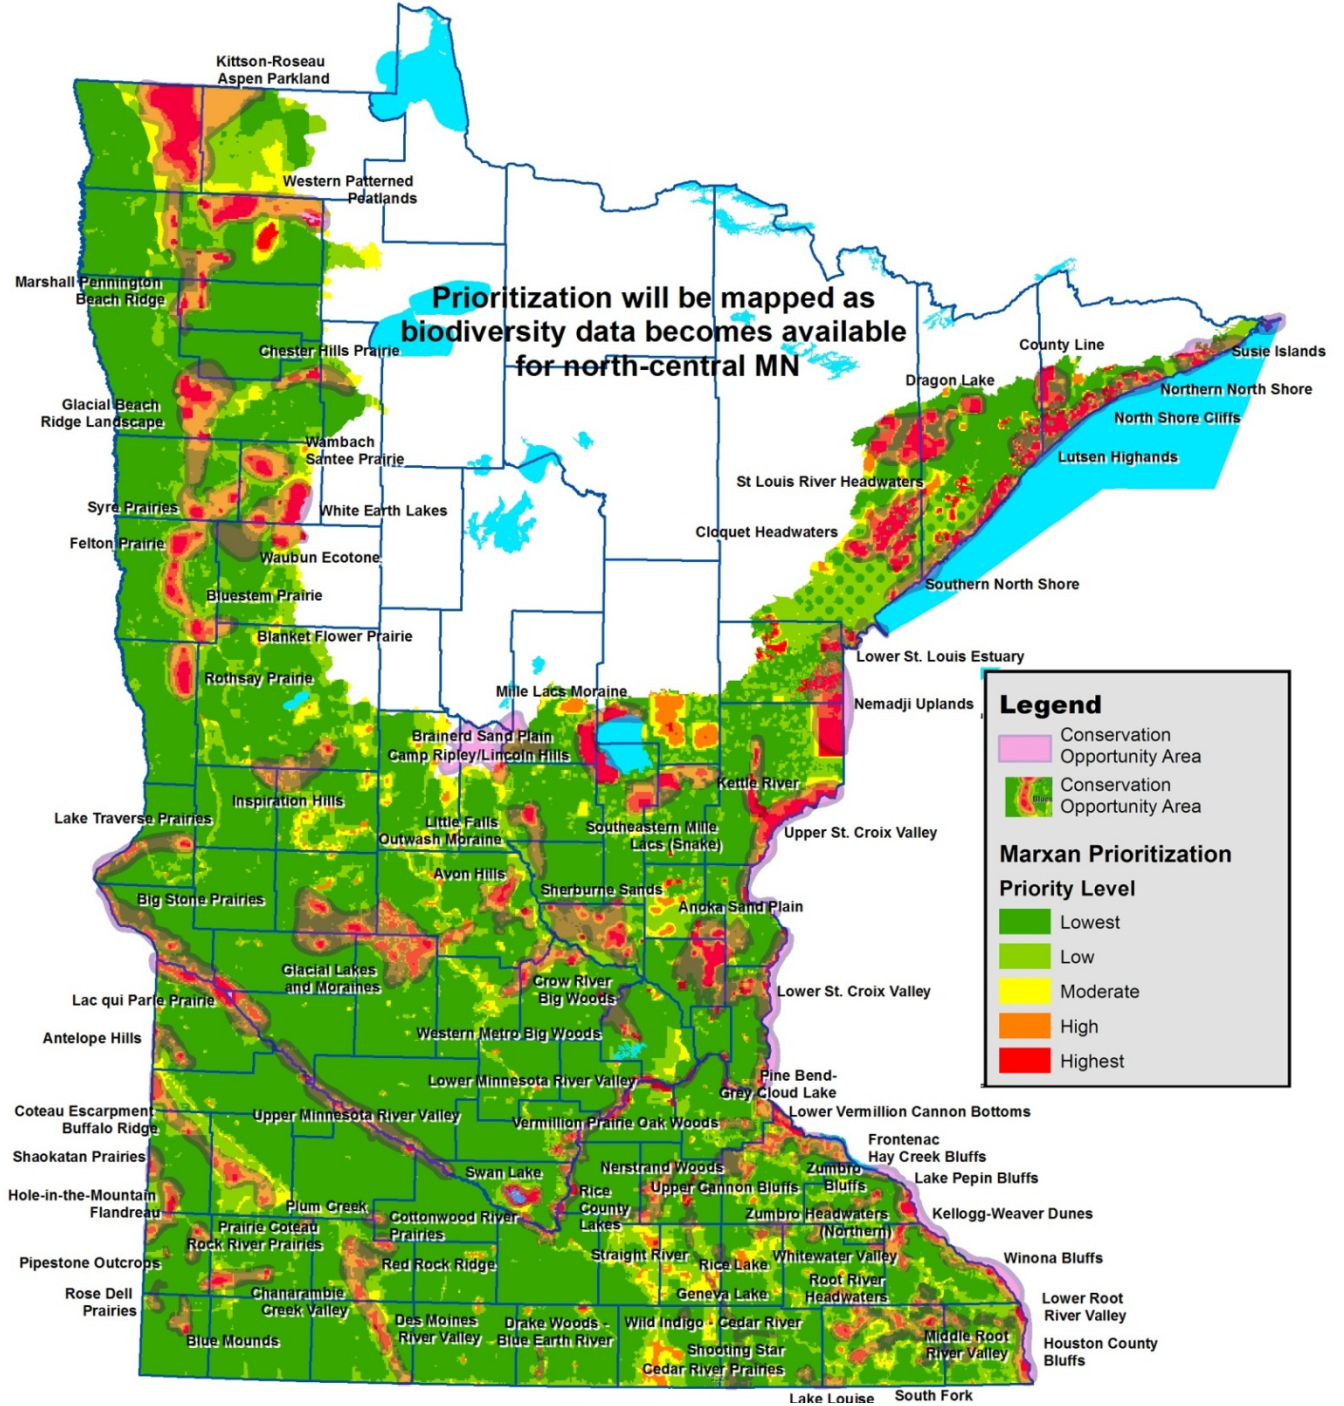 Kittson-Roseau
Aspen Parkland
Western Patterned
Peatlands
Marshall Pennington
Beach Ridge
Prioritization will be mapped as
biodiversity data becomes available
for north-central MN
Chester Hills Prairie
County Line
Susie Islands
Dragon Lake
Northern North Shore
Glacial Beach
Ridge Landscape
North Shore Cliffs
Wambach
Santee Prairie
Lutsen Highands
St Louis River Headwaters
Syre Prairies
White Earth Lakes
Cloquet Headwaters
Felton Prairie
Waubun Ecotone
Southern North Shore
Bluestem Prairie
Blanket Flower Prairie
Lower St. Louis Estuary
Rothsay Prairie
Mille Lacs Moraine
Nemadji Uplands
Brainerd Sand Plain
Camp Ripley/Lincoln Hills
Kettle River
Inspiration Hills
Lake Traverse Prairies
Little Falls
Outwash Moraine
Southeastern Mille
Lacs (Snake)
Upper St. Croix Valley
Avon Hills
Sherburne Sands
Big Stone Prairies
Anoka Sand Plain
Glacial Lakes
and Moraines
Crow River
Big Woods
Lower St. Croix Valley
Lac qui Parle Prairie
Western Metro Big Woods
Antelope Hills
Lower Minnesota River Valley
Pine Bend-
Grey Cloud Lake
Coteau Escarpment
Buffalo Ridge
Upper Minnesota River Valley
Vermillion Prairie Oak Woods
Lower Vermillion Cannon Bottoms
Frontenac
Hay Creek Bluffs
Shaokatan Prairies
Swan Lake
Nerstrand Woods
Zumbro
Bluffs
Lake Pepin Bluffs
Hole-in-the-Mountain
Flandreau
Plum Creek
Rice
County
Lakes
Upper Cannon Bluffs
Kellogg-Weaver Dunes
Prairie Coteau
Rock River Prairies
Cottonwood River
Prairies
Zumbro Headwaters
(Northern)
Pipestone Outcrops
Red Rock Ridge
Straight River
Rice Lake
Whitewater Valley
Winona Bluffs
Rose Dell
Prairies
Chanarambie
Creek Valley
Geneva Lake
Root River
Headwaters
Lower Root
River Valley
Blue Mounds
Des Moines
River Valley
Drake Woods -
Blue Earth River
Wild Indigo - Cedar River
Middle Root
River Valley
Houston County
Bluffs
Shooting Star
Cedar River Prairies
Lake Louise
South Fork
Legend
Conservation
Opportunity Area
Conservation
Opportunity Area
Marxan Prioritization
Priority Level
Lowest
Low
Moderate
High
Highest